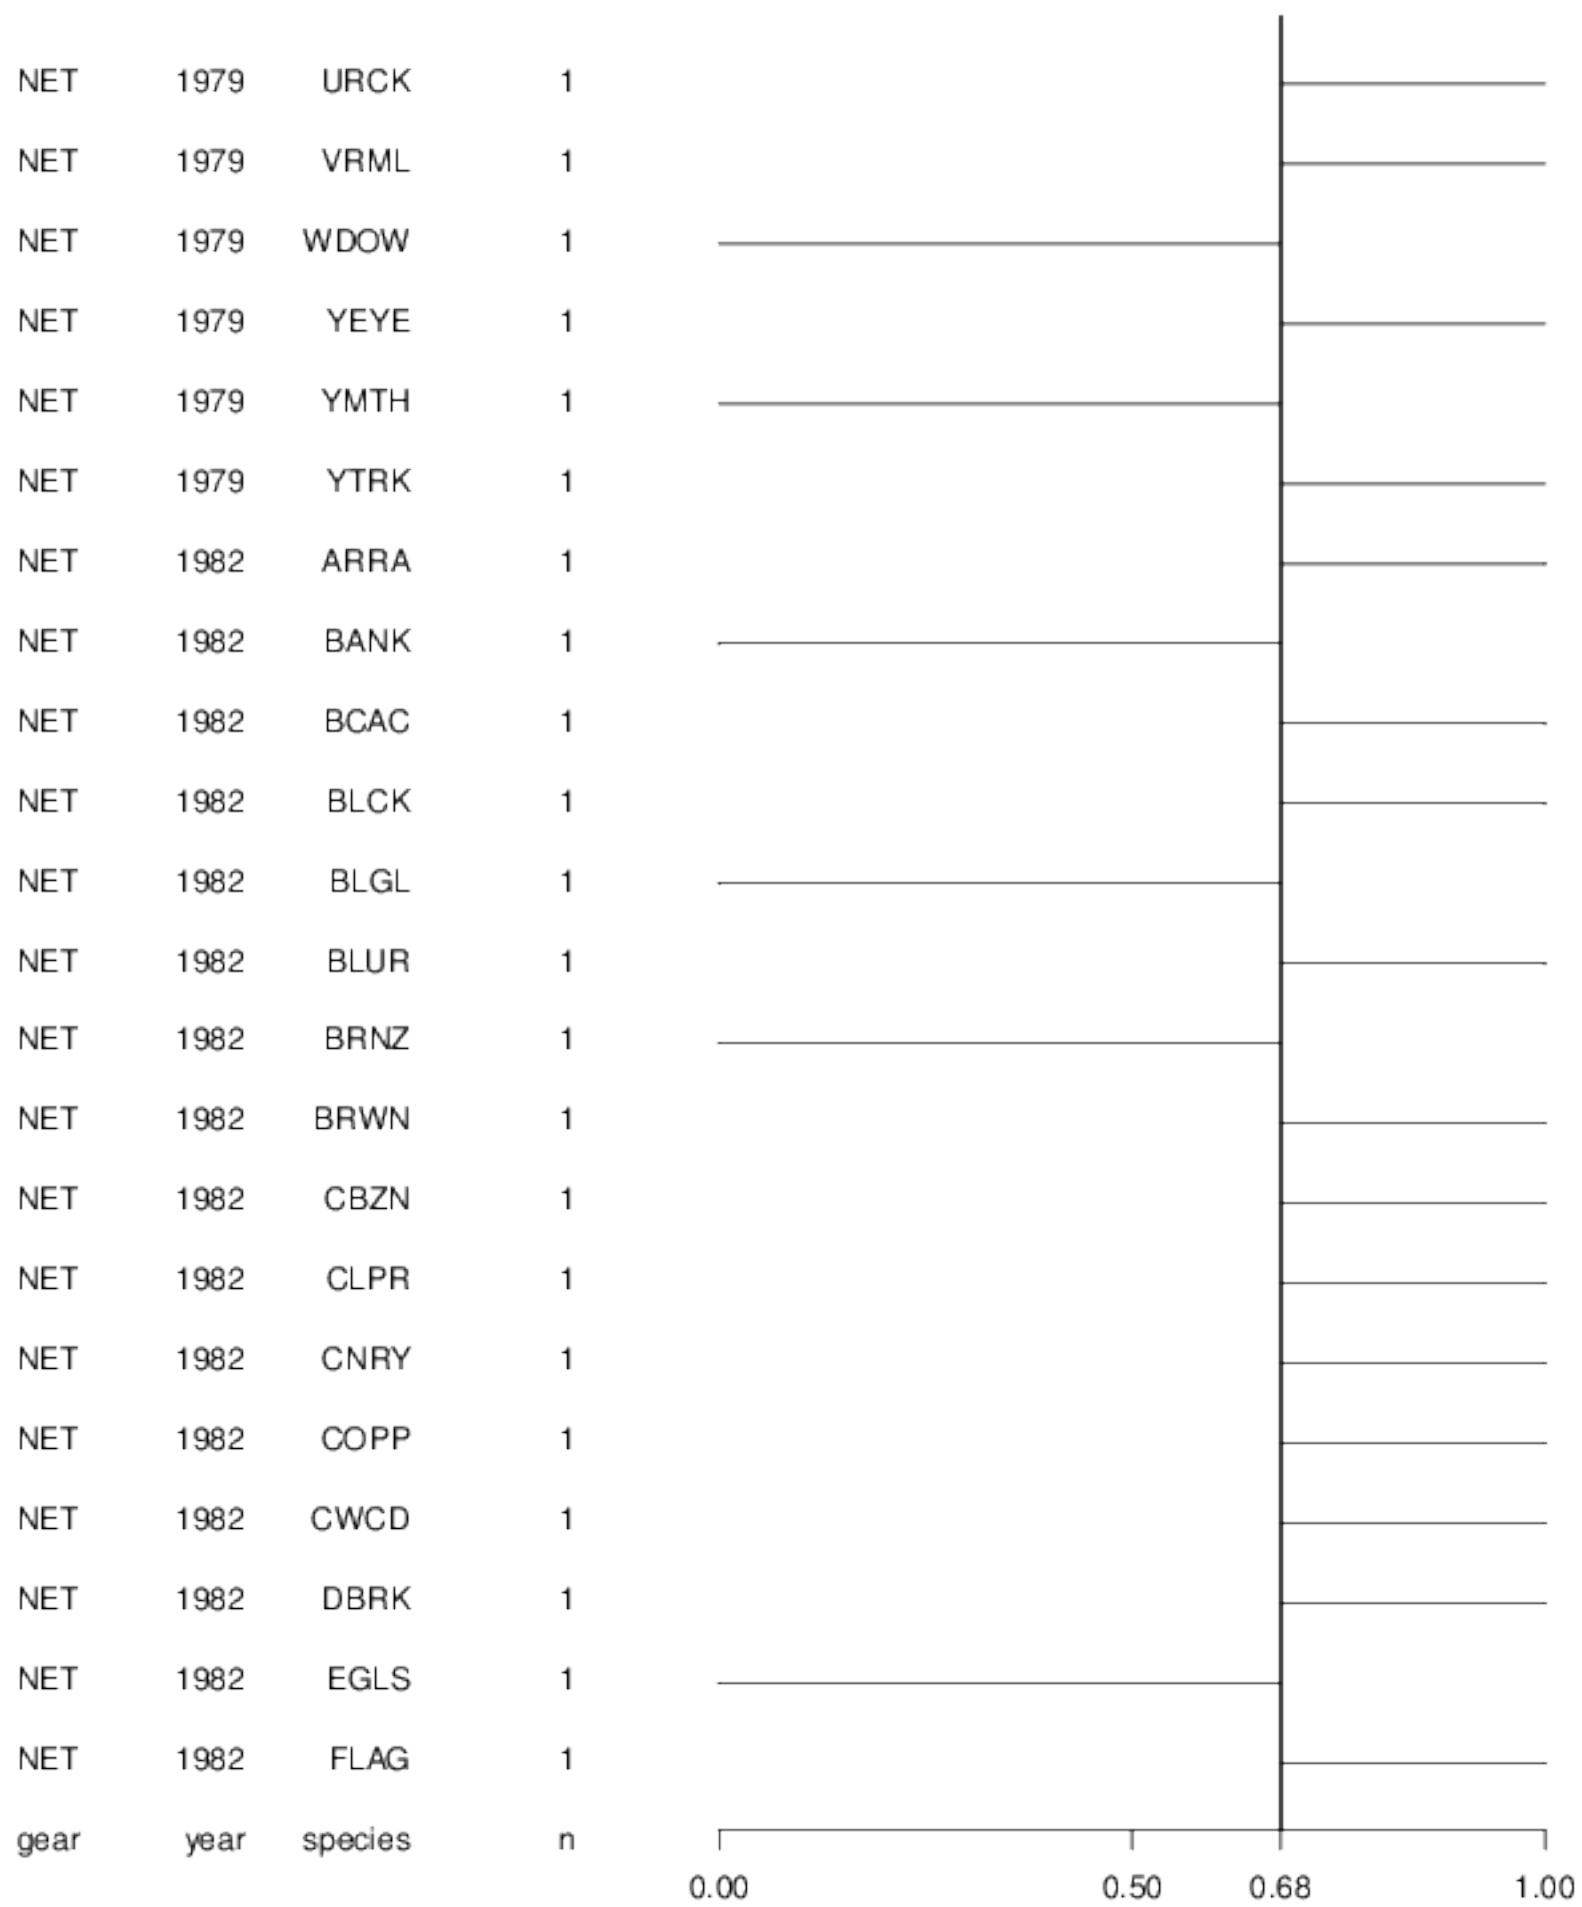 NET 1979 URCK 1
NET 1979 VRML 1
NET 1979 WDOW 1
NET 1979 YEYE 1
NET 1979 YMTH 1
NET 1979 YTRK 1
NET 1982 ARRA 1
NET 1982 BANK 1
NET 1982 BCAC 1
NET 1982 BLCK 1
NET 1982 BLGL 1
NET 1982 BLUR 1
NET 1982 BRNZ 1
NET 1982 BRWN 1
NET 1982 CBZN 1
NET 1982 CLPR 1
NET 1982 CNRY 1
NET 1982 COPP 1
NET 1982 CWCD 1
NET 1982 DBRK 1
NET 1982 EGLS 1
NET 1982 FLAG 1
gear year species n
0.00 0.50 0.68 1.00